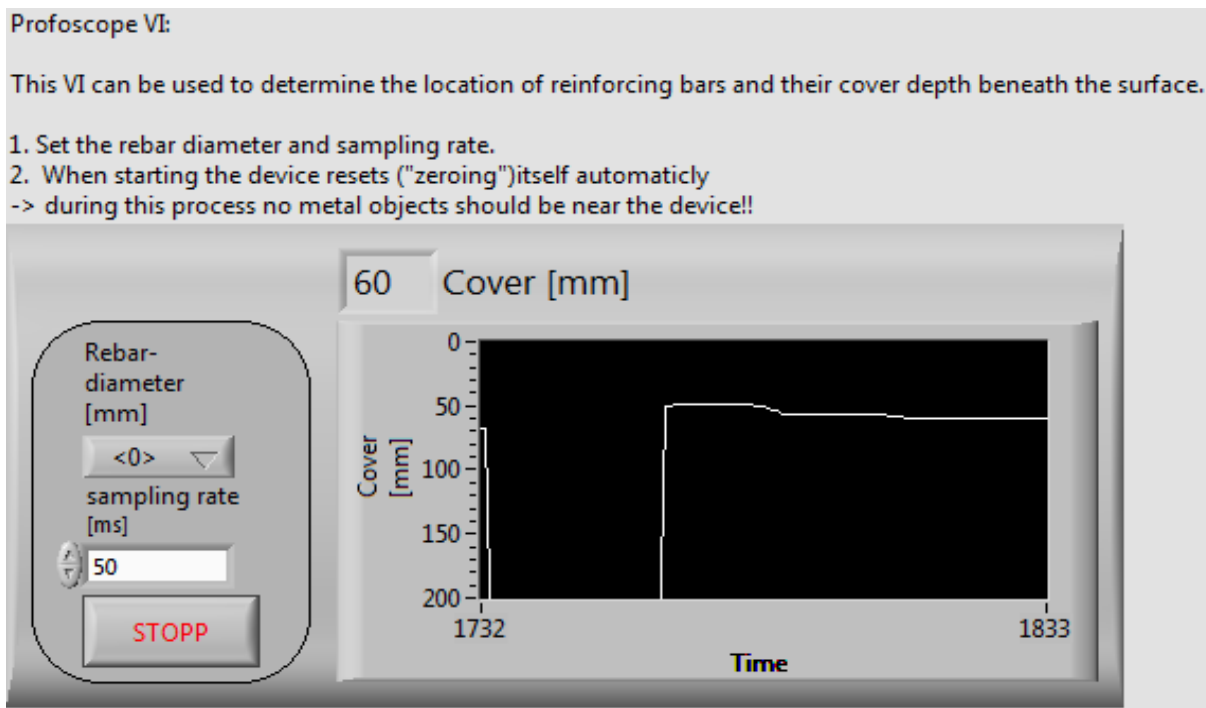 Profoscope VI:
This VI can be used to determine the location of reinforcing bars and their cover depth beneath the surface.
1. Set the rebar diameter and sampling rate.
2.  When starting the device resets ("zeroing")itself automaticly
-> during this process no metal objects should be near the device!!
60 Cover [mm]
Rebar-
diameter
[mm]
<0>
sampling rate
[ms]
50
STOPP
Cover
[mm]
0
50
100
150
200
1732
1833
Time